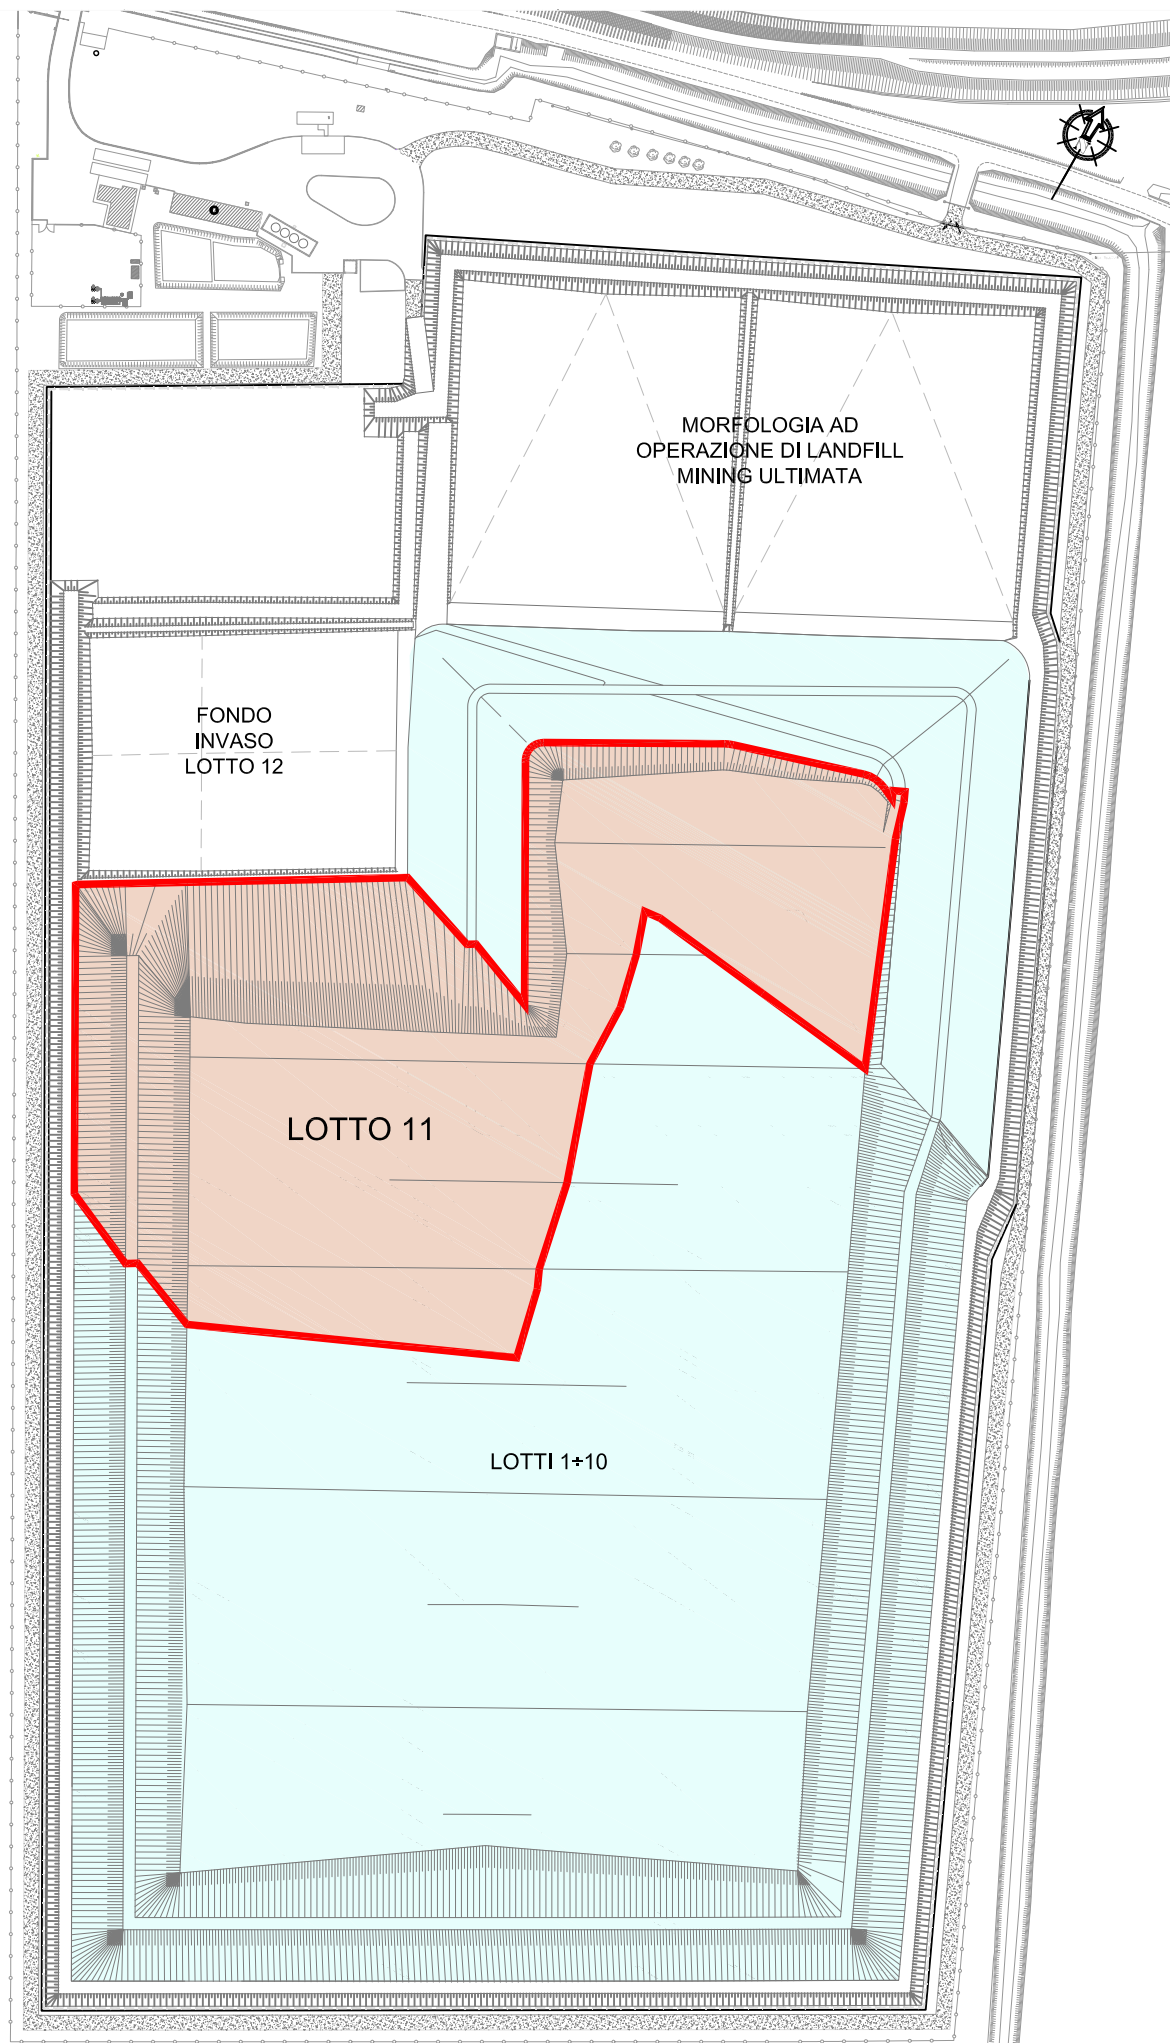 MORFOLOGIA AD
OPERAZIONE DI LANDFILL
MINING ULTIMATA
FONDO
INVASO
LOTTO 12
LOTTO 11
LOTTI 1÷10